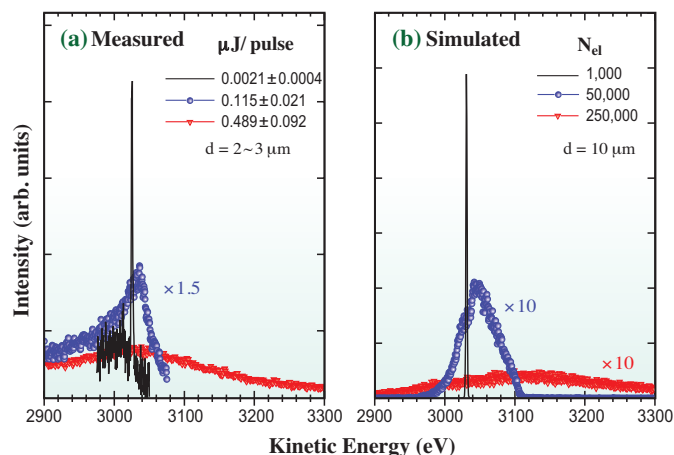 (a) Measured
µJ/ pulse
0.0021±0.0004
0.115±0.021
0.489±0.092
d = 2~3 µm
×1.5
(b) Simulated
N_el
1,000
50,000
250,000
d = 10 µm
×10
×10
Intensity (arb. units)
2900 3000 3100 3200 3300
2900 3000 3100 3200 3300
Kinetic Energy (eV)